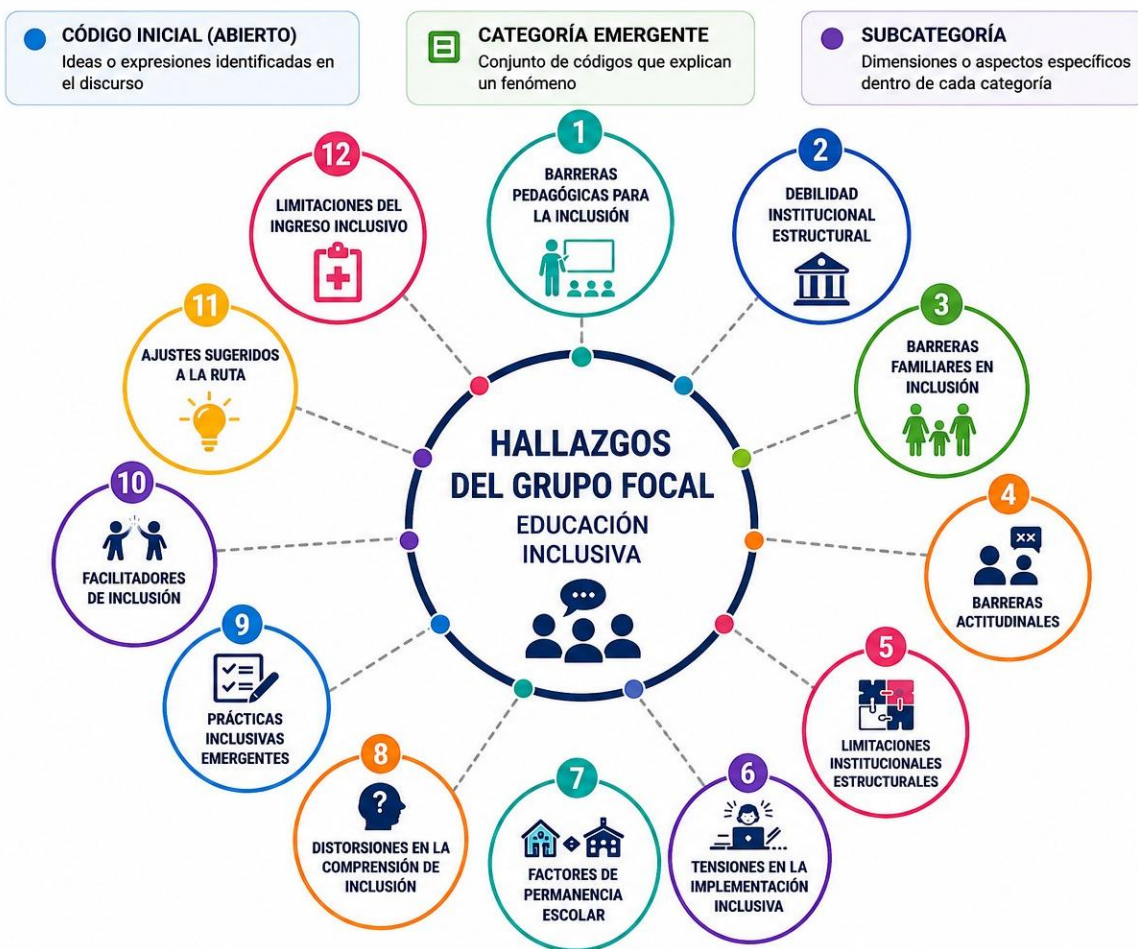 CÓDIGO INICIAL (ABIERTO)
Ideas o expresiones identificadas en
el discurso
CATEGORÍA EMERGENTE
Conjunto de códigos que explican
un fenómeno
SUBCATEGORÍA
Dimensiones o aspectos específicos
dentro de cada categoría
HALLAZGOS
DEL GRUPO FOCAL
EDUCACIÓN
INCLUSIVA
1
BARRERAS
PEDAGÓGICAS PARA
LA INCLUSIÓN
2
DEBILIDAD
INSTITUCIONAL
ESTRUCTURAL
3
BARRERAS
FAMILIARES EN
INCLUSIÓN
4
BARRERAS
ACTITUDINALES
5
LIMITACIONES
INSTITUCIONALES
ESTRUCTURALES
6
TENSIONES EN LA
IMPLEMENTACIÓN
INCLUSIVA
7
FACTORES DE
PERMANENCIA
ESCOLAR
8
?
DISTORSIONES EN LA
COMPRENSIÓN DE
INCLUSIÓN
9
PRÁCTICAS
INCLUSIVAS
EMERGENTES
10
FACILITADORES
DE INCLUSIÓN
11
AJUSTES SUGERIDOS
A LA RUTA
12
LIMITACIONES DEL
INGRESO INCLUSIVO